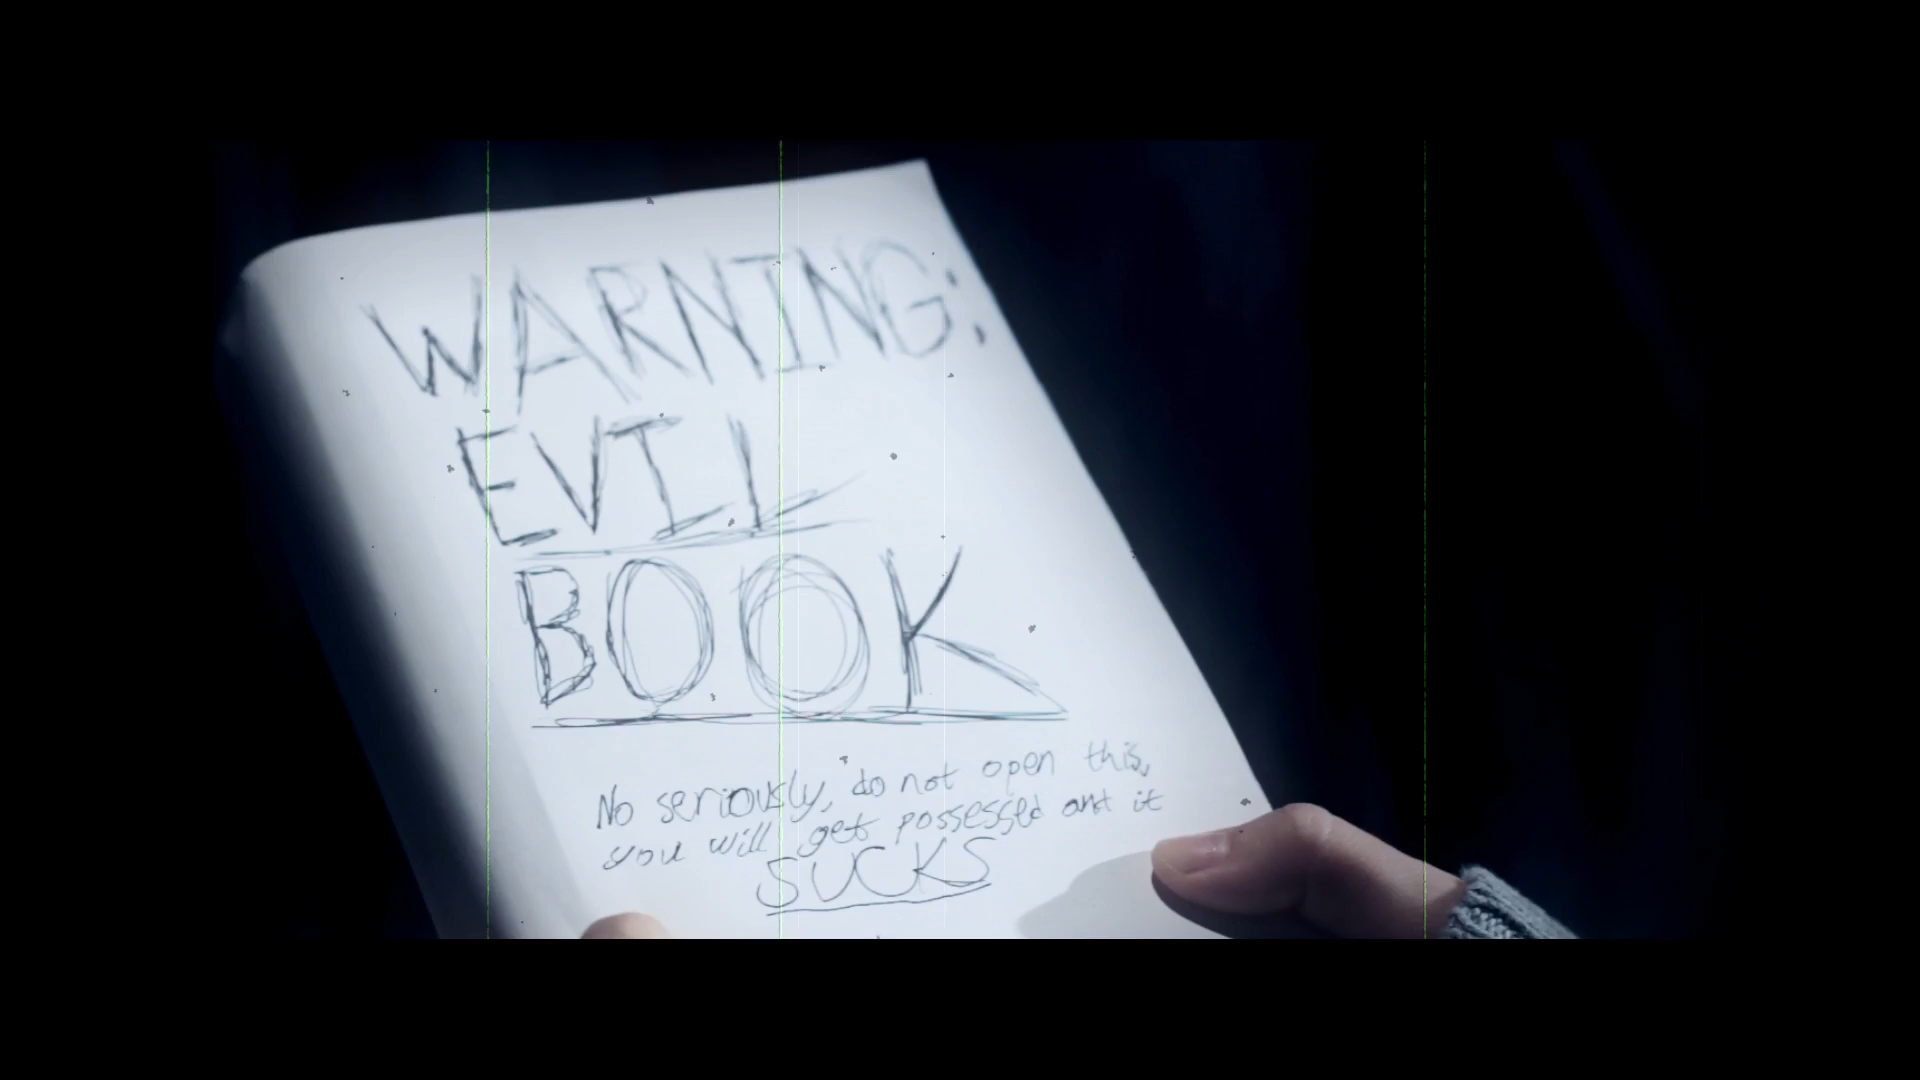 WARNING:
EVIL
BOOK
No seriously, do not open this,
you will get possessed and it
SUCKS